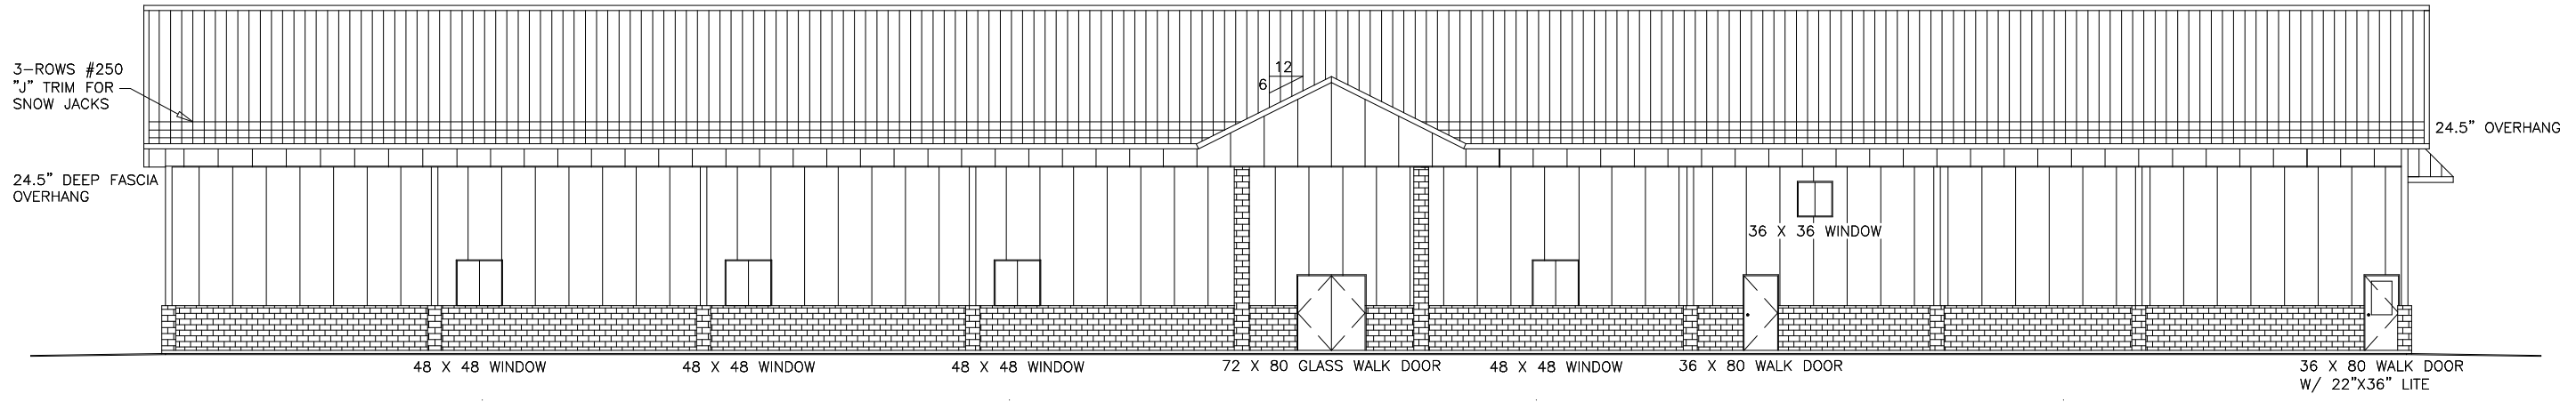 12
6
3-ROWS #250
"J" TRIM FOR
SNOW JACKS
24.5" OVERHANG
24.5" DEEP FASCIA
OVERHANG
36 X 36 WINDOW
48 X 48 WINDOW
48 X 48 WINDOW
48 X 48 WINDOW
72 X 80 GLASS WALK DOOR
48 X 48 WINDOW
36 X 80 WALK DOOR
36 X 80 WALK DOOR
W/ 22"X36" LITE